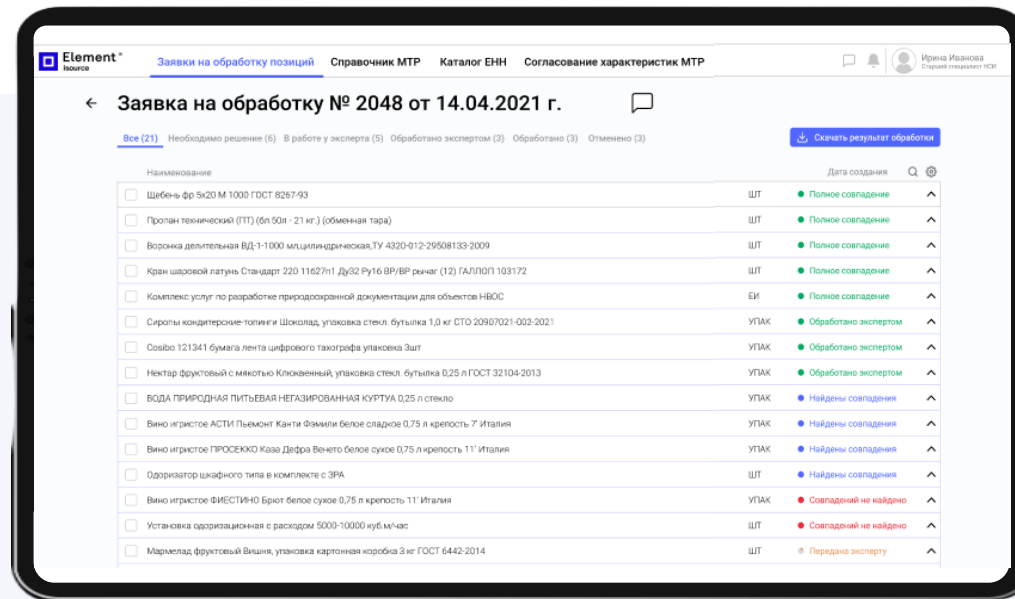 Element
isource
Заявки на обработку позиций Справочник МТР Каталог ЕНН Согласование характеристик МТР
Ирина Иванова
Старший специалист НСИ
Заявка на обработку № 2048 от 14.04.2021 г.
Все (21) Необходимо решение (6) В работе у эксперта (5) Обработано экспертом (3) Обработано (3) Отменено (3)
Скачать результат обработки
Наименование Дата создания
Щебень фр 5х20 М 1000 ГОСТ 8267-93 ШТ Полное совпадение
Пропан технический (ПТ) (бл.50л - 21 кг.) (обменная тара) ШТ Полное совпадение
Воронка делительная ВД-1-1000 мл,цилиндрическая,ТУ 4320-012-29508133-2009 ШТ Полное совпадение
Кран шаровой латунь Стандарт 220 11627п1 Ду32 Ру16 ВР/ВР рычаг (12) ГАЛЛОП 103172 ШТ Полное совпадение
Комплекс услуг по разработке природоохранной документации для объектов НВОС ЕИ Полное совпадение
Сиропы кондитерские-топинги Шоколад, упаковка стекл. бутылка 1,0 кг СТО 20907021-002-2021 УПАК Обработано экспертом
Cosibo 121341 бумага лента цифрового тахографа упаковка 3шт УПАК Обработано экспертом
Нектар фруктовый с мякотью Клюквенный, упаковка стекл. бутылка 0,25 л ГОСТ 32104-2013 УПАК Обработано экспертом
ВОДА ПРИРОДНАЯ ПИТЬЕВАЯ НЕГАЗИРОВАННАЯ КУРТУА 0,25 л стекло УПАК Найдены совпадения
Вино игристое АСТИ Пьемонт Канти Фэмили белое сладкое 0,75 л крепость 7' Италия УПАК Найдены совпадения
Вино игристое ПРОСЕККО Каза Дефра Венето белое сухое 0,75 л крепость 11' Италия УПАК Найдены совпадения
Одоризатор шкафного типа в комплекте с ЗРА ШТ Найдены совпадения
Вино игристое ФИЕСТИНО Брют белое сухое 0,75 л крепость 11' Италия УПАК Совпадений не найдено
Установка одоризационная с расходом 5000-10000 куб.м/час ШТ Совпадений не найдено
Мармелад фруктовый Вишня, упаковка картонная коробка 3 кг ГОСТ 6442-2014 ШТ Передана эксперту